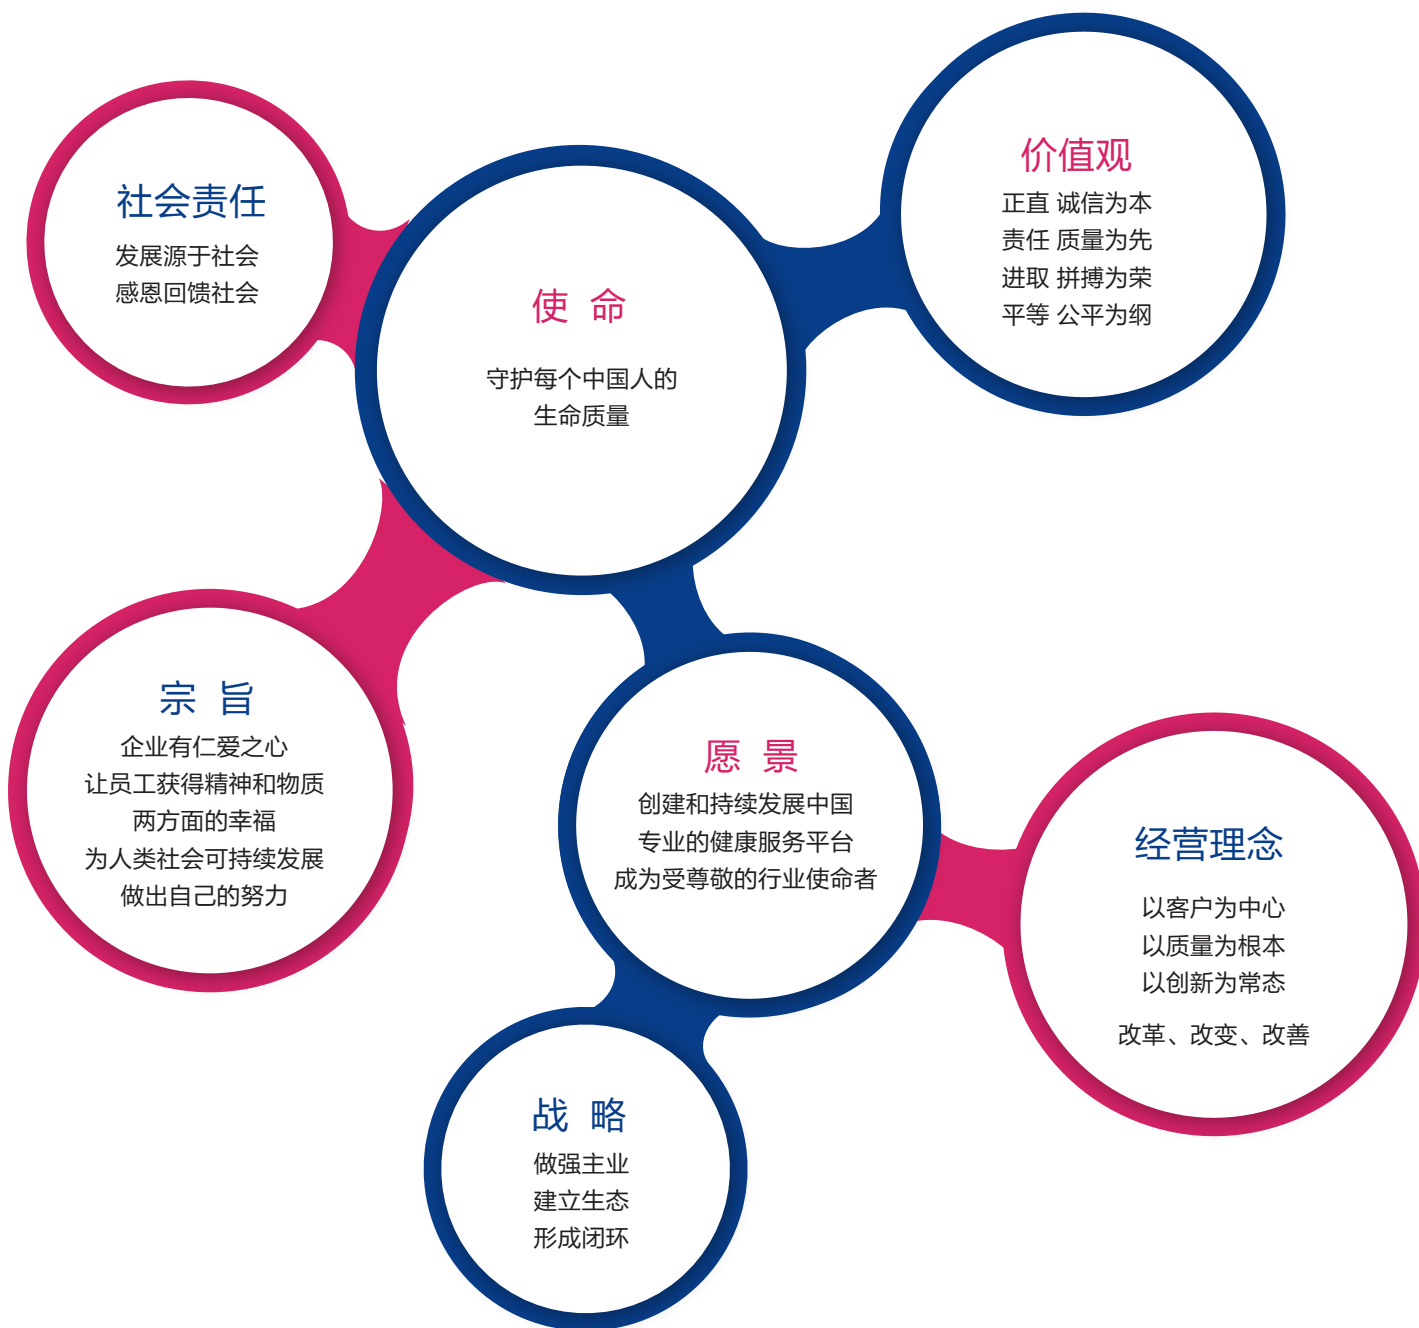 社会责任
发展源于社会
感恩回馈社会
使 命
守护每个中国人的
生命质量
价值观
正直 诚信为本
责任 质量为先
进取 拼搏为荣
平等 公平为纲
宗 旨
企业有仁爱之心
让员工获得精神和物质
两方面的幸福
为人类社会可持续发展
做出自己的努力
愿 景
创建和持续发展中国
专业的健康服务平台
成为受尊敬的行业使命者
经营理念
以客户为中心
以质量为根本
以创新为常态
改革、改变、改善
战 略
做强主业
建立生态
形成闭环